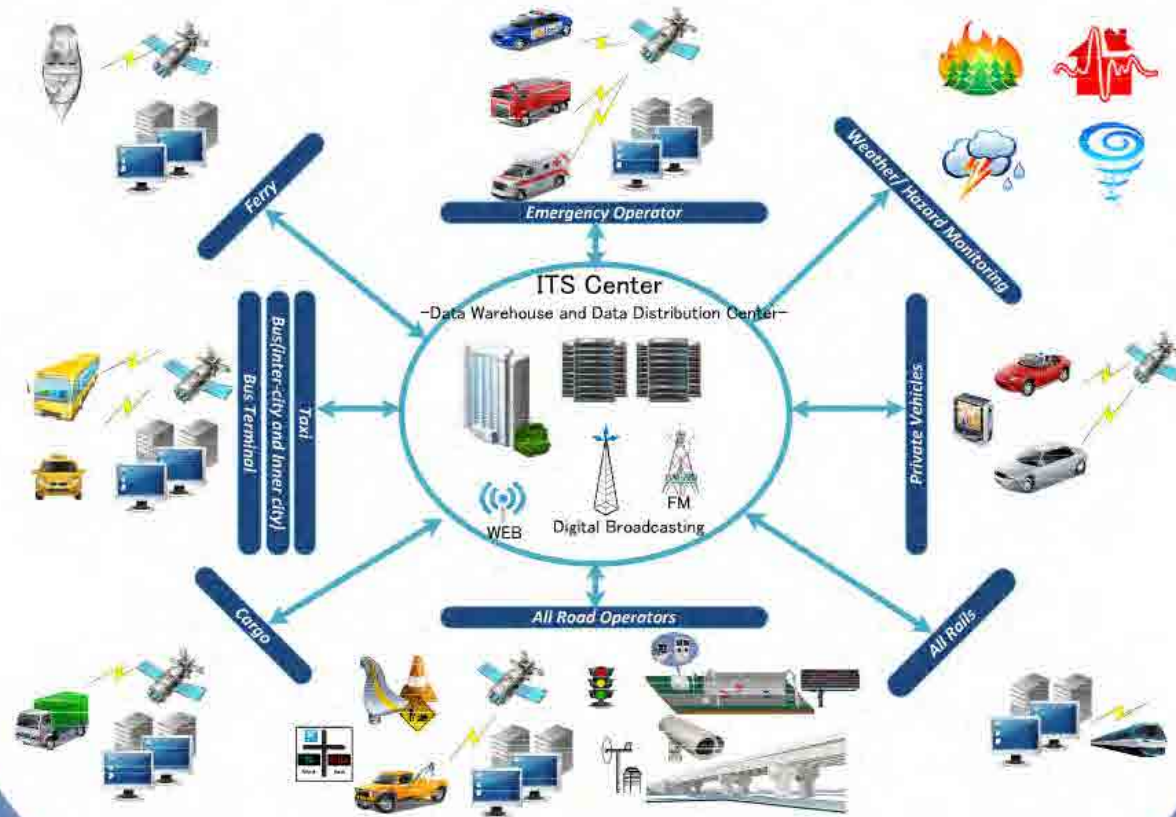 Ferry
Emergency Operator
Weather/ Hazard Monitoring
ITS Center
-Data Warehouse and Data Distribution Center-
Bus Terminal
Bus(inter-city and Inner city)
Taxi
Private Vehicles
WEB
Digital Broadcasting
FM
Cargo
All Road Operators
All Rails